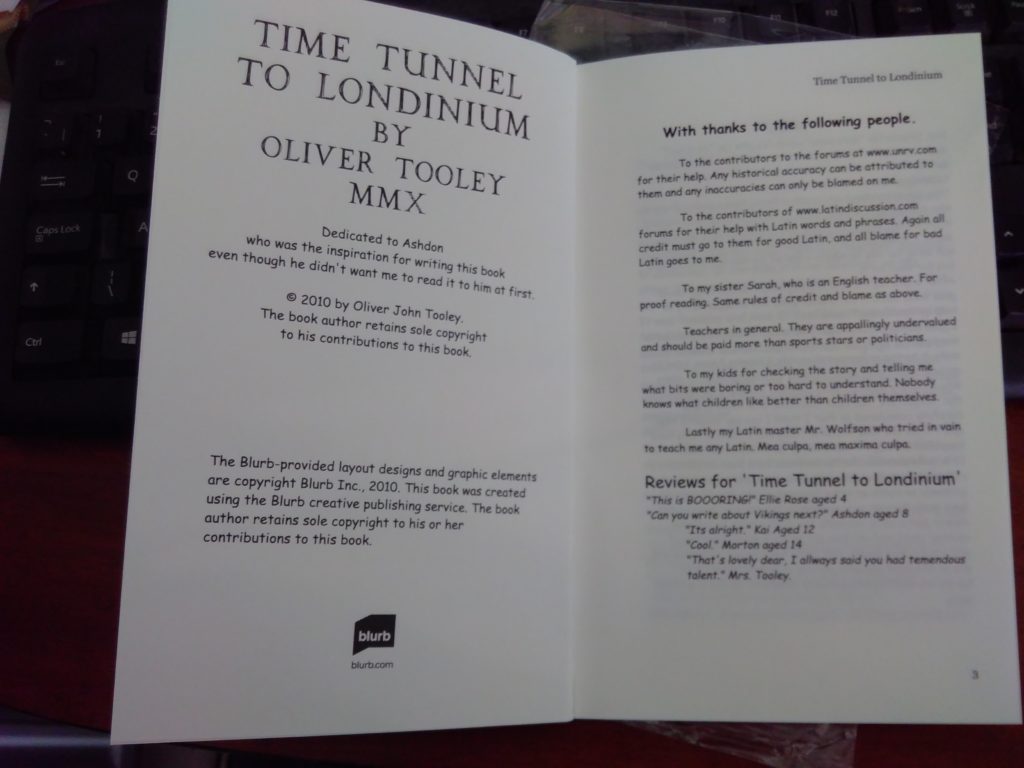 TIME TUNNEL
TO LONDINIUM
BY
OLIVER TOOLEY
MMX
Dedicated to Ashdon
who was the inspiration for writing this book
even though he didn't want me to read it to him at first.
© 2010 by Oliver John Tooley.
The book author retains sole copyright
to his contributions to this book.
The Blurb-provided layout designs and graphic elements
are copyright Blurb Inc., 2010. This book was created
using the Blurb creative publishing service. The book
author retains sole copyright to his or her
contributions to this book.
blurb
blurb.com
Time Tunnel to Londinium
With thanks to the following people.
To the contributors to the forums at www.unrv.com
for their help. Any historical accuracy can be attributed to
them and any inaccuracies can only be blamed on me.
To the contributors of www.latindiscussion.com
forums for their help with Latin words and phrases. Again all
credit must go to them for good Latin, and all blame for bad
Latin goes to me.
To my sister Sarah, who is an English teacher. For
proof reading. Same rules of credit and blame as above.
Teachers in general. They are appallingly undervalued
and should be paid more than sports stars or politicians.
To my kids for checking the story and telling me
what bits were boring or too hard to understand. Nobody
knows what children like better than children themselves.
Lastly my Latin master Mr. Wolfson who tried in vain
to teach me any Latin. Mea culpa, mea maxima culpa.
Reviews for 'Time Tunnel to Londinium'
"This is BOOORING!" Ellie Rose aged 4
"Can you write about Vikings next?" Ashdon aged 8
"Its alright." Kai Aged 12
"Cool." Morton aged 14
"That's lovely dear, I allways said you had temendous
talent." Mrs. Tooley.
3
Esc
Q
Caps Lock
Ctrl